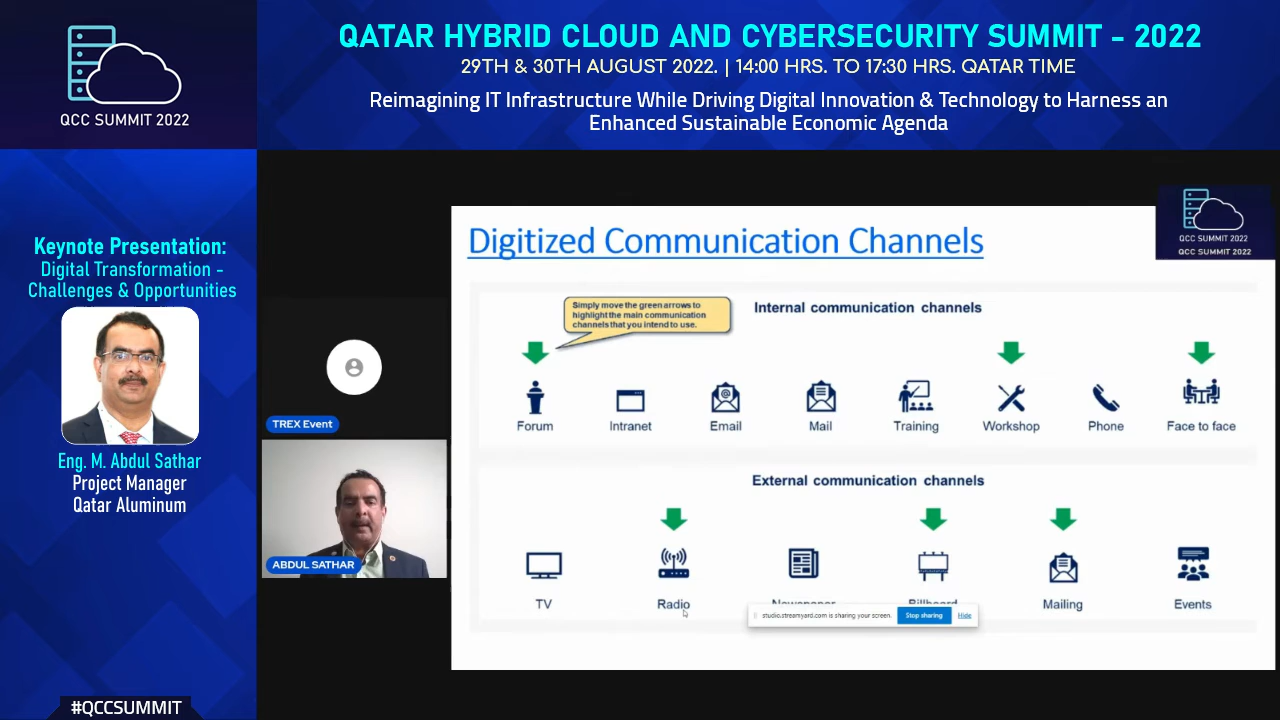 QCC SUMMIT 2022
QATAR HYBRID CLOUD AND CYBERSECURITY SUMMIT - 2022
29TH & 30TH AUGUST 2022. | 14:00 HRS. TO 17:30 HRS. QATAR TIME
Reimagining IT Infrastructure While Driving Digital Innovation & Technology to Harness an
Enhanced Sustainable Economic Agenda
Keynote Presentation:
Digital Transformation -
Challenges & Opportunities
Eng. M. Abdul Sathar
Project Manager
Qatar Aluminum
#QCCSUMMIT
TREX Event
ABDUL SATHAR
Digitized Communication Channels
QCC SUMMIT 2022
QCC SUMMIT 2022
Simply move the green arrows to
highlight the main communication
channels that you intend to use.
Internal communication channels
Forum
Intranet
Email
Mail
Training
Workshop
Phone
Face to face
External communication channels
TV
Radio
Newspaper
Billboard
Mailing
Events
studio.streamyard.com is sharing your screen.
Stop sharing
Hide